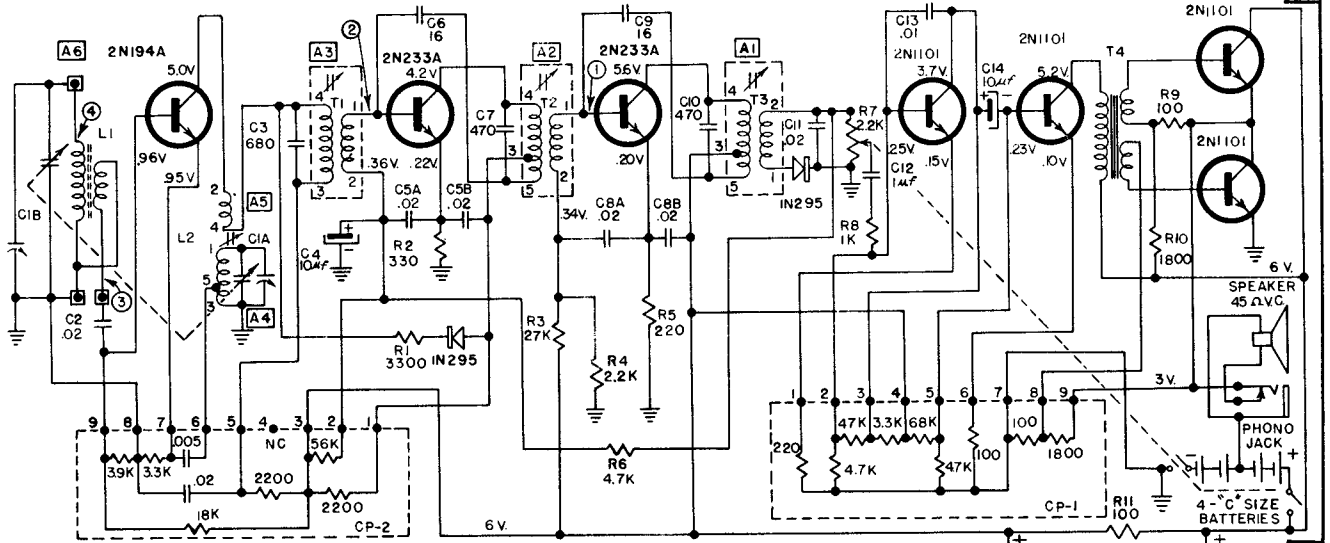 C6
16
C9
16
C13
.01
2N1101
2N1101
2
A3
2N233A
A2
2N233A
A1
2N1101
2N1101
A6
2N194A
5.0V
4.2V
1
5.6V
3.7V
C14
10µf
+
-
5.2V
T4
4
L1
C3
680
4
T1
2
C7
470
4
T2
2
C10
470
4
T3
2
C11
.02
R7
2.2K
R9
100
2N1101
.96V
.95V
.36V.
.22V.
3
.20V
3
.25V
.15V
.23V
.10V
3
2
5
5
1N295
C12
1µf
C1B
2
4
A5
C5A
.02
C5B
.02
.34V.
C8A
.02
C8B
.02
R8
1K
R10
1800
L2
1
C1A
5
3
A4
C4
10µf
+
-
R2
330
6 V.
SPEAKER
45 Ω V.C.
3
C2
.02
R1
3300
1N295
R3
27K
R4
2.2K
R5
220
1
2
3
4
5
6
7
8
9
3V.
9
8
7
6
5
4
3
2
1
NC
.005
56K
R6
4.7K
220
47K
3.3K
68K
100
1800
PHONO
JACK
3.9K
3.3K
.02
2200
2200
4.7K
47K
100
-
+
18K
CP-2
6 V.
CP-1
R11
100
4-"C" SIZE
BATTERIES
+
+